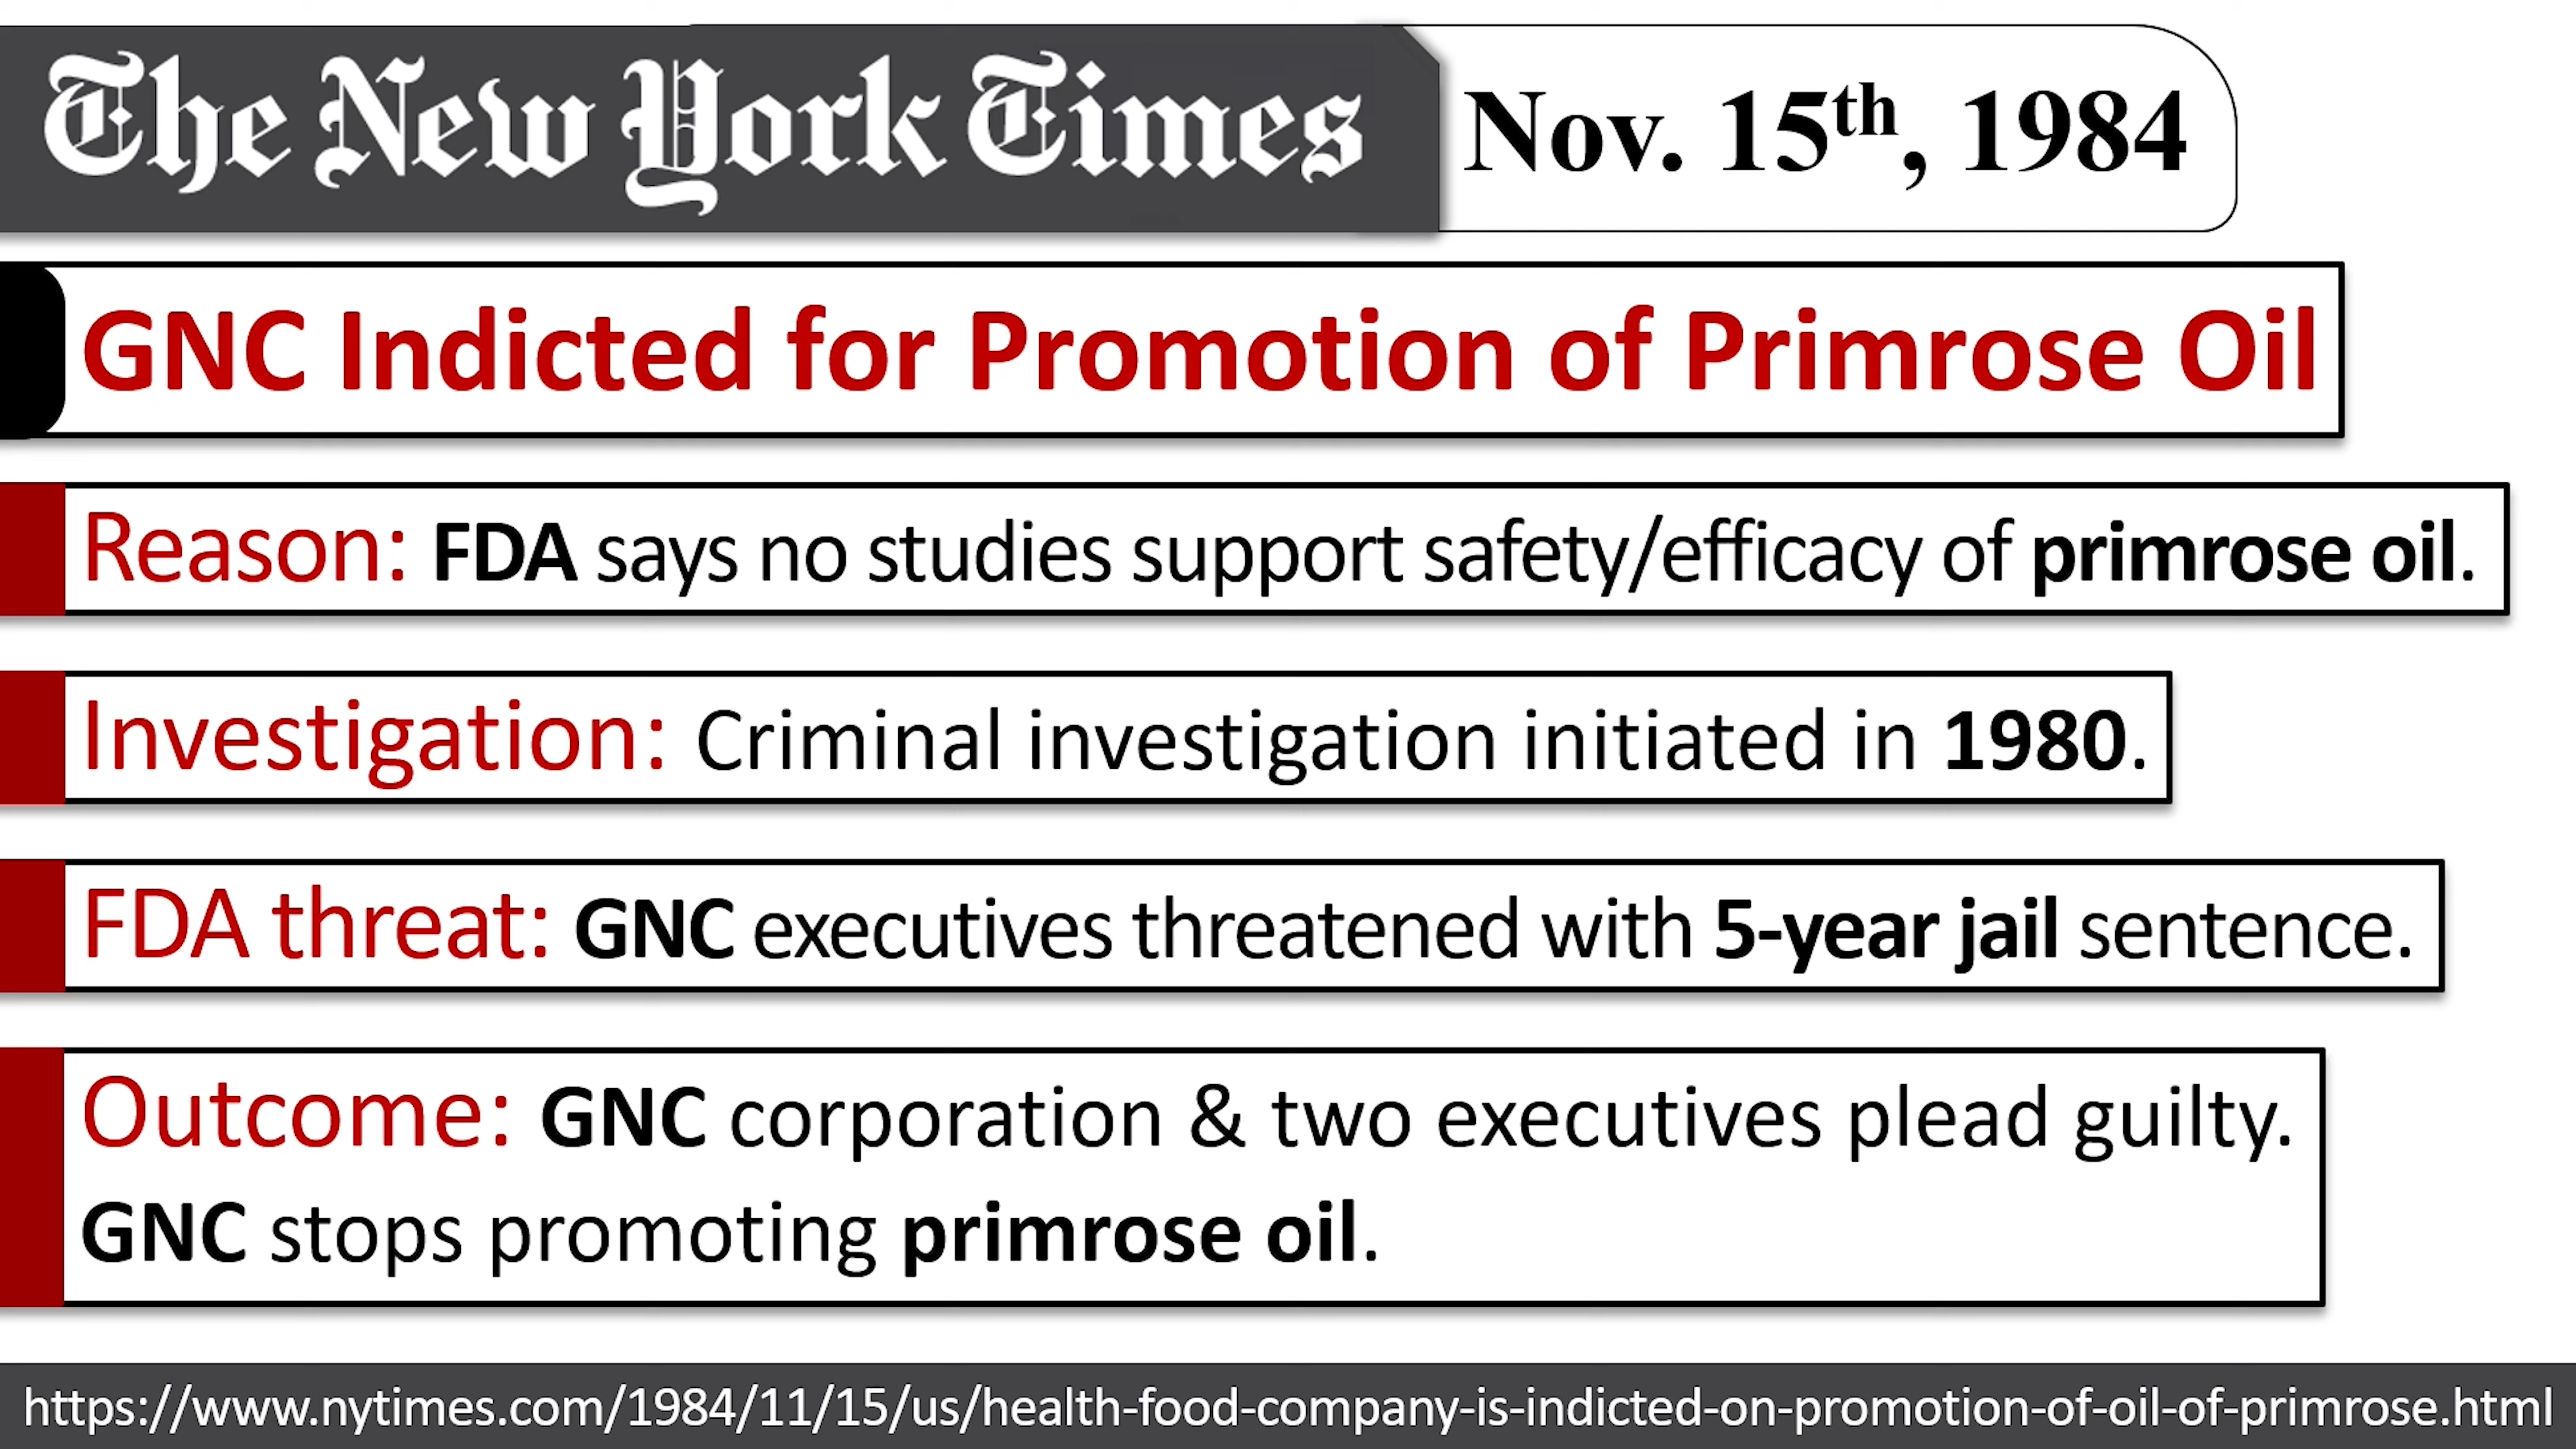 The New York Times Nov. 15th, 1984
GNC Indicted for Promotion of Primrose Oil
Reason: FDA says no studies support safety/efficacy of primrose oil.
Investigation: Criminal investigation initiated in 1980.
FDA threat: GNC executives threatened with 5-year jail sentence.
Outcome: GNC corporation & two executives plead guilty.
GNC stops promoting primrose oil.
https://www.nytimes.com/1984/11/15/us/health-food-company-is-indicted-on-promotion-of-oil-of-primrose.html